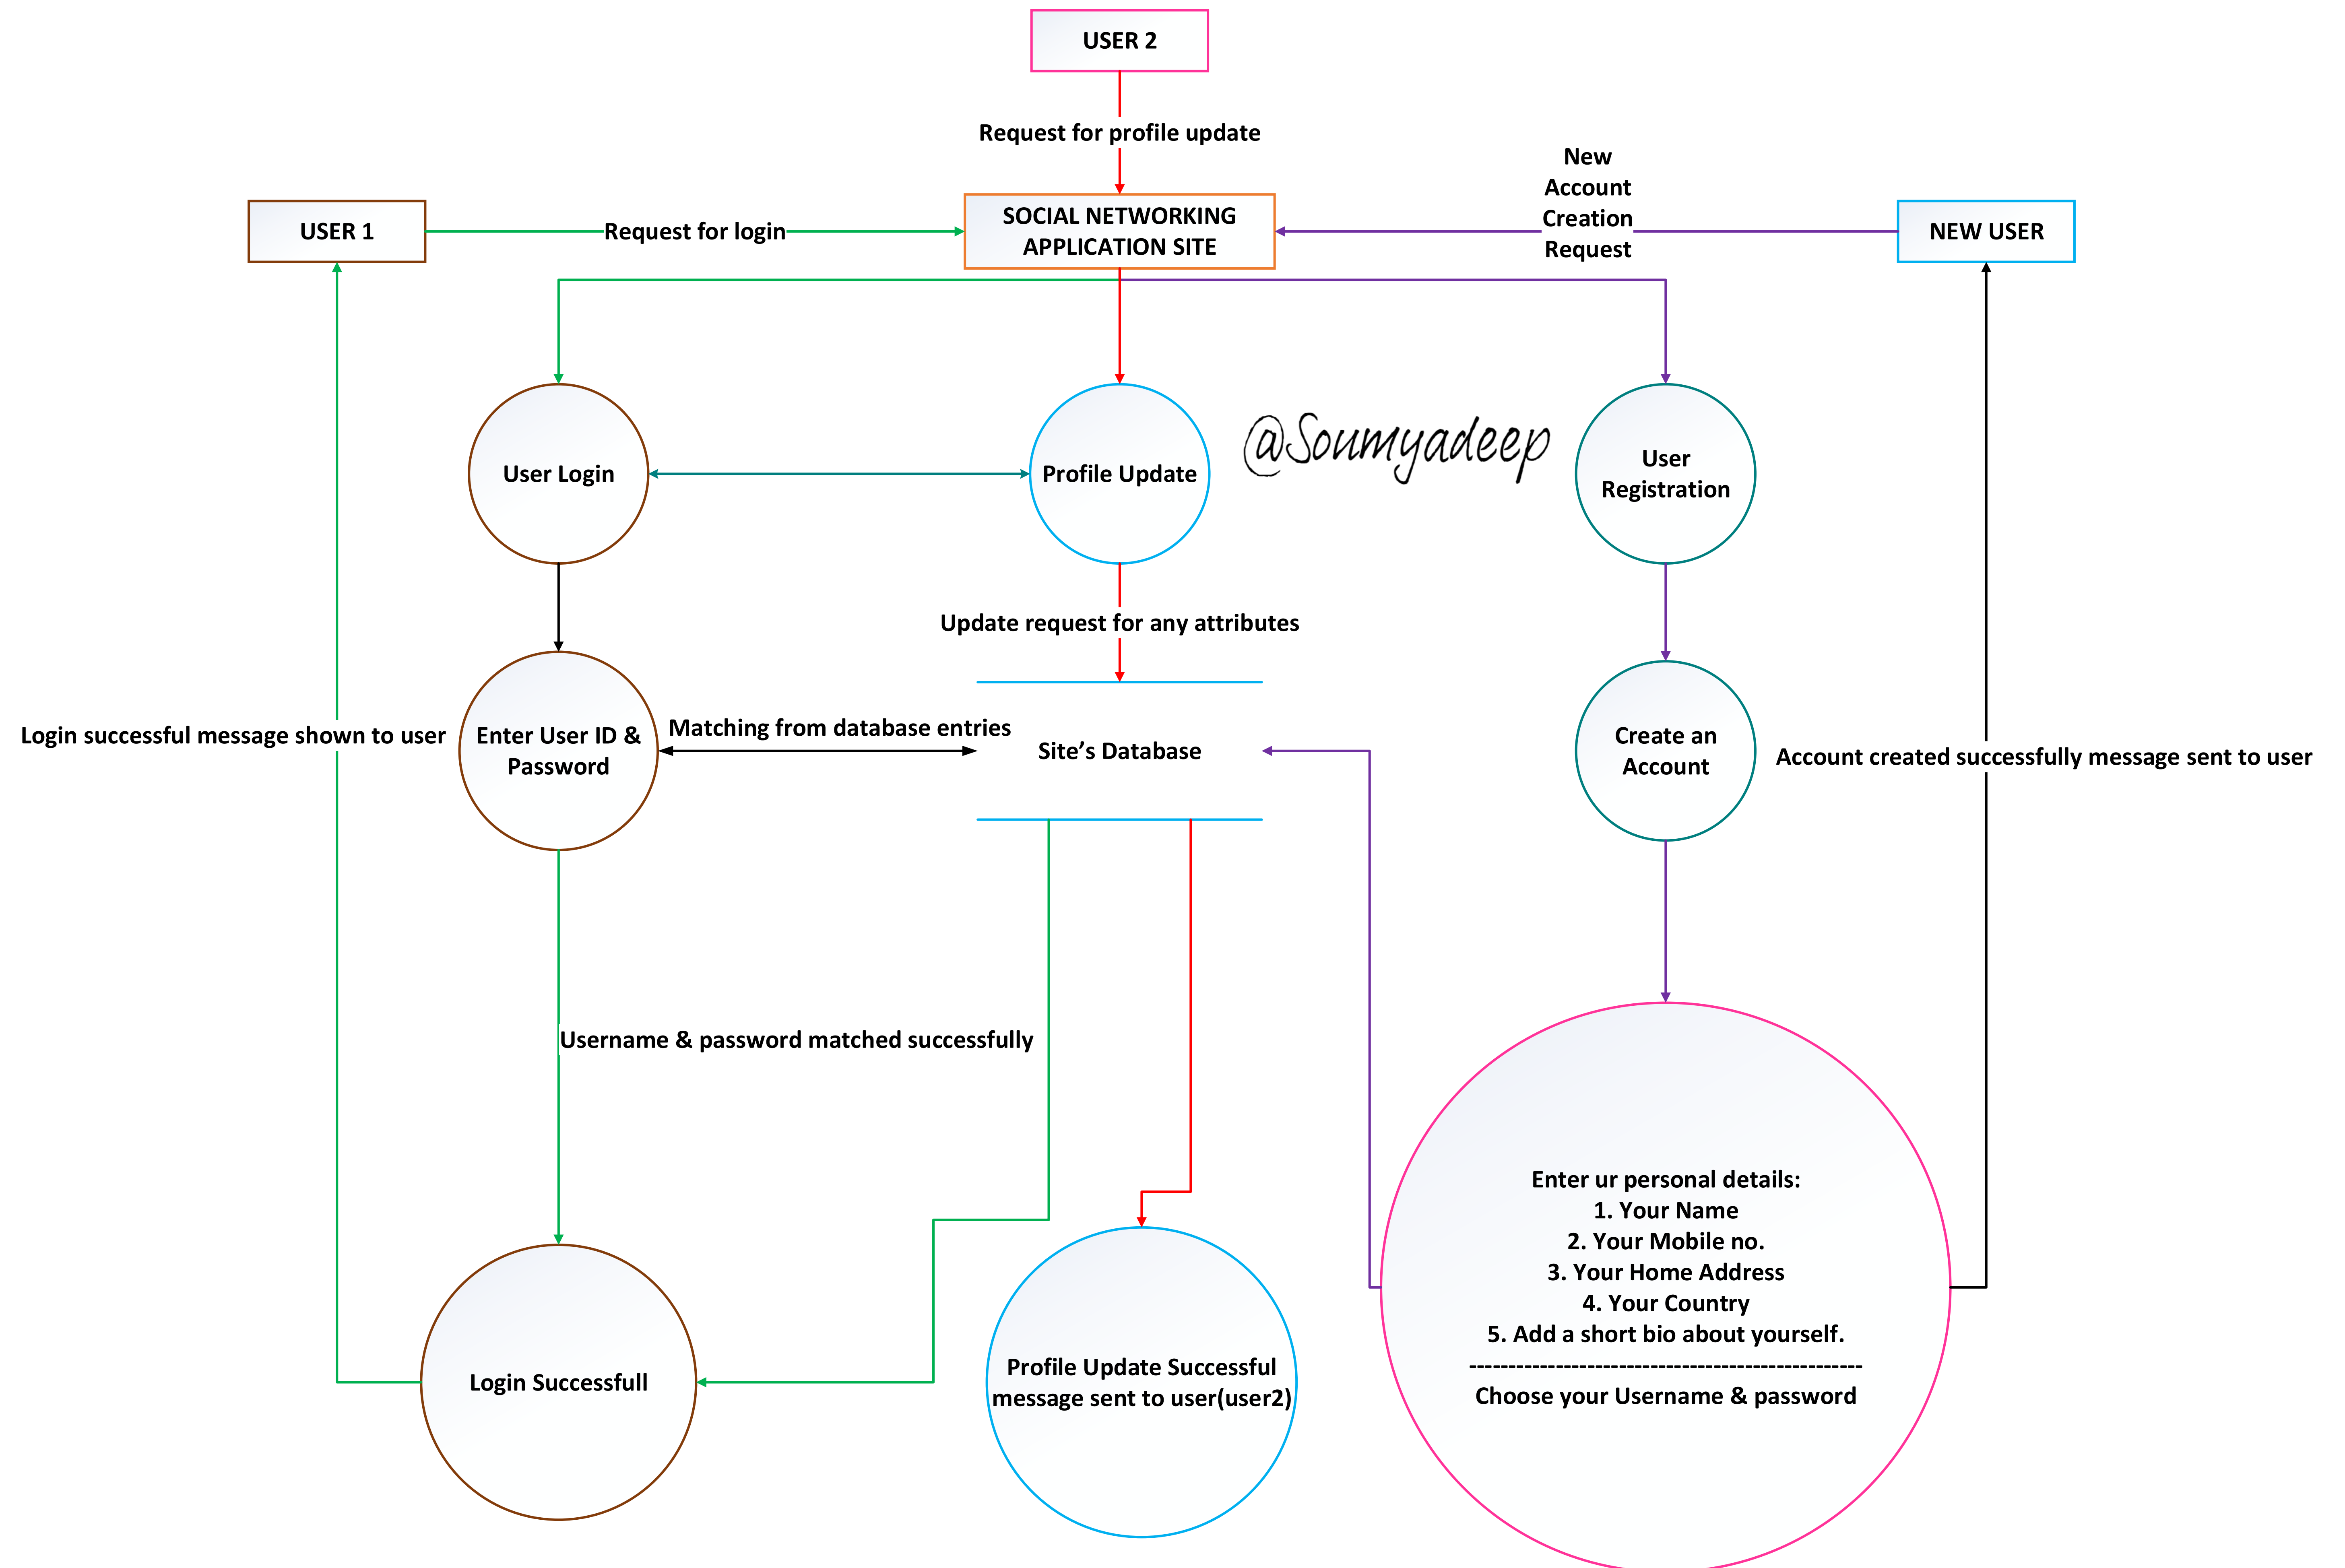 USER 2
Request for profile update
New
Account
Creation
Request
USER 1
Request for login
SOCIAL NETWORKING
APPLICATION SITE
NEW USER
User Login
Profile Update
@Soumyadeep
User
Registration
Update request for any attributes
Login successful message shown to user
Enter User ID &
Password
Matching from database entries
Site’s Database
Create an
Account
Account created successfully message sent to user
Username & password matched successfully
Login Successfull
Profile Update Successful
message sent to user(user2)
Enter ur personal details:
1. Your Name
2. Your Mobile no.
3. Your Home Address
4. Your Country
5. Add a short bio about yourself.
--------------------------------------------------
Choose your Username & password